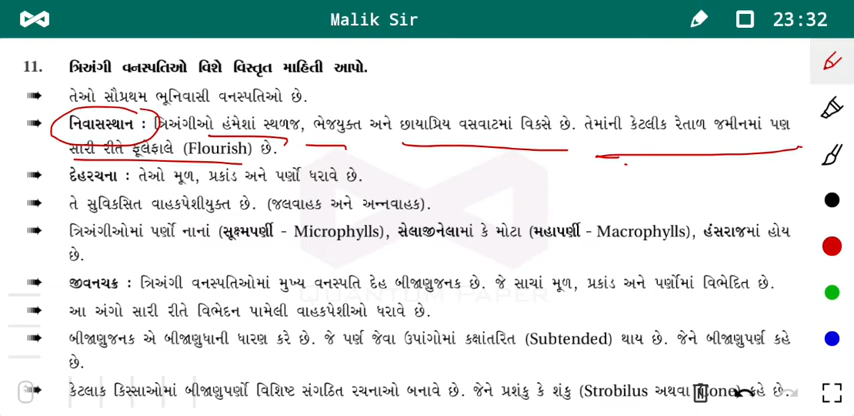 Malik Sir
23:32
11. ત્રિઅંગી વનસ્પતિઓ વિશે વિસ્તૃત માહિતી આપો.
તેઓ સૌપ્રથમ ભૂનિવાસી વનસ્પતિઓ છે.
નિવાસસ્થાન : ત્રિઅંગીઓ હંમેશાં સ્થળજ, ભેજયુક્ત અને છાયાપ્રિય વસવાટમાં વિકસે છે. તેમાંની કેટલીક રેતાળ જમીનમાં પણ
સારી રીતે ફૂલેફાલે (Flourish) છે.
દેહરચના : તેઓ મૂળ, પ્રકાંડ અને પર્ણો ધરાવે છે.
તે સુવિકસિત વાહકપેશીયુક્ત છે. (જલવાહક અને અન્નવાહક).
ત્રિઅંગીઓમાં પર્ણો નાનાં (સૂક્ષ્મપર્ણી – Microphylls), સેલાજીનેલામાં કે મોટા (મહાપર્ણી – Macrophylls), હંસરાજમાં હોય
છે.
જીવનચક્ર : ત્રિઅંગી વનસ્પતિઓમાં મુખ્ય વનસ્પતિ દેહ બીજાણુજનક છે. જે સાચાં મૂળ, પ્રકાંડ અને પર્ણોમાં વિભેદિત છે.
QUANTUM PAPER
આ અંગો સારી રીતે વિભેદન પામેલી વાહકપેશીઓ ધરાવે છે.
બીજાણુજનક એ બીજાણુધાની ધારણ કરે છે. જે પર્ણ જેવા ઉપાંગોમાં કક્ષાંતરિત (Subtended) થાય છે. જેને બીજાણુપર્ણ કહે
છે.
કેટલાક કિસ્સાઓમાં બીજાણુપર્ણો વિશિષ્ટ સંગઠિત રચનાઓ બનાવે છે. જેને પ્રશંકુ કે શંકુ (Strobilus અથવા Cone) કહે છે.